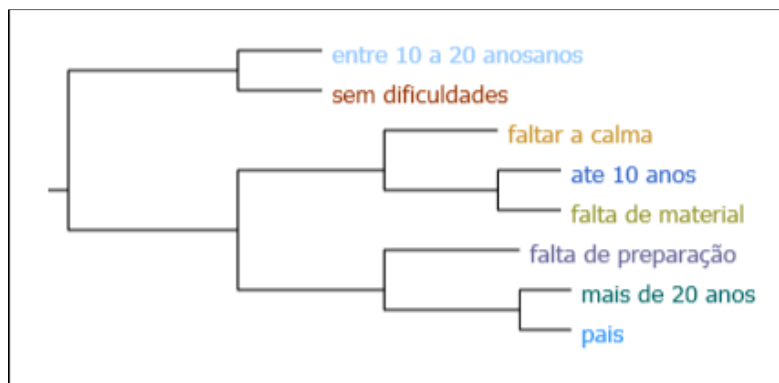 entre 10 a 20 anosanos
sem dificuldades
faltar a calma
ate 10 anos
falta de material
falta de preparação
mais de 20 anos
pais